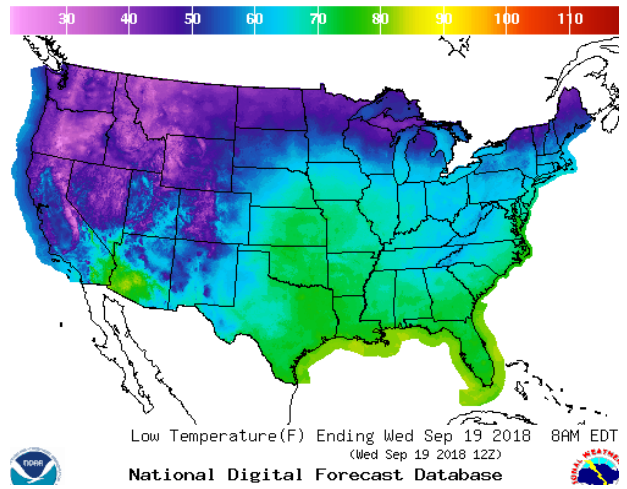 30 40 50 60 70 80 90 100 110
Low Temperature(F) Ending Wed Sep 19 2018 8AM EDT
(Wed Sep 19 2018 12Z)
National Digital Forecast Database
noaa